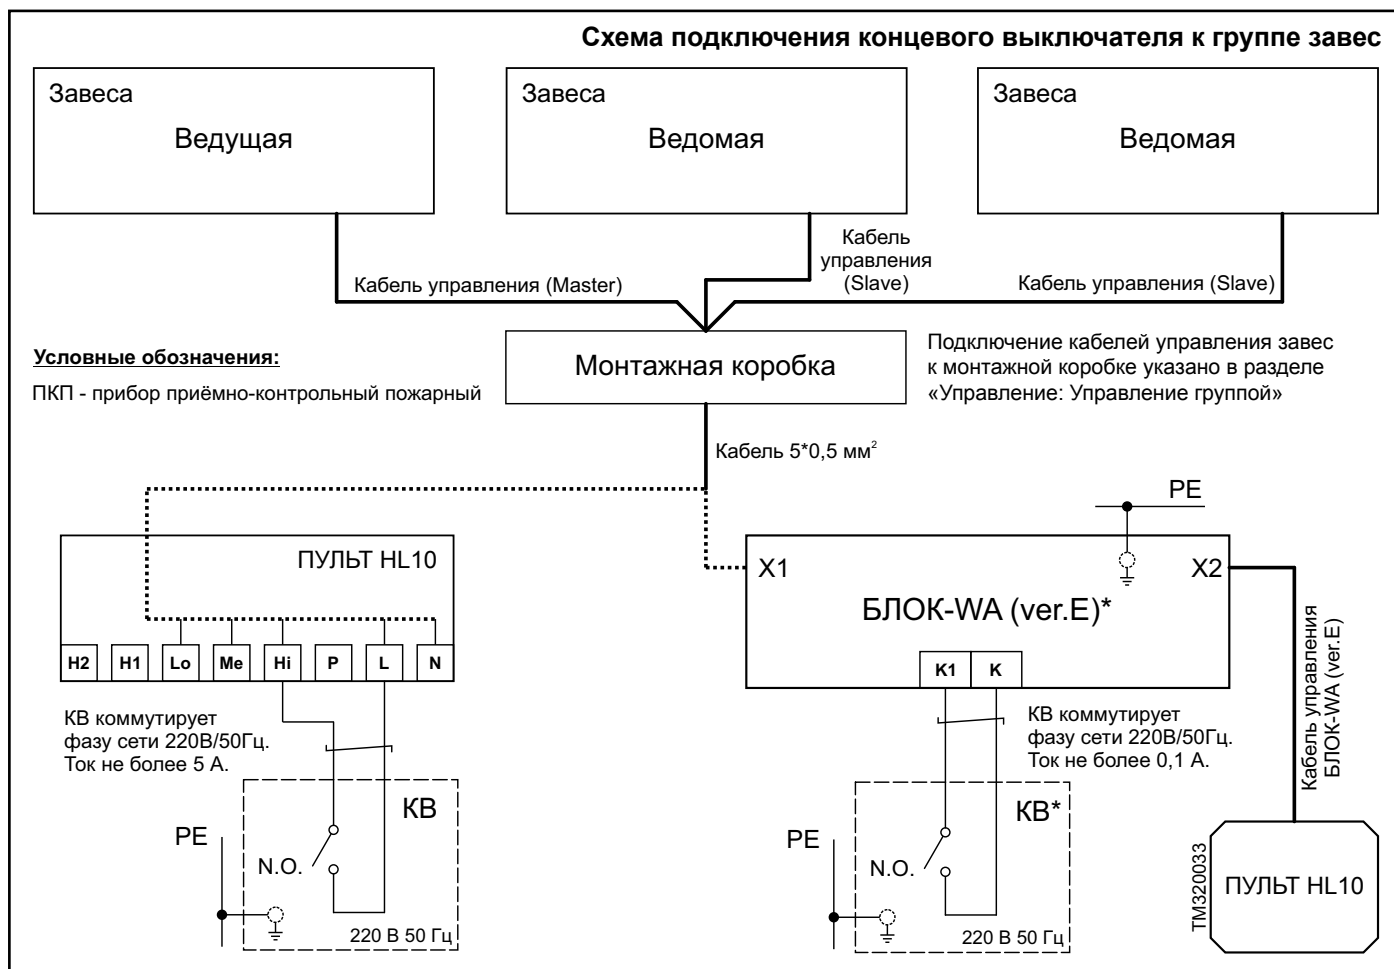 Схема подключения концевого выключателя к группе завес
Завеса
Ведущая
Завеса
Ведомая
Завеса
Ведомая
Кабель управления (Master)
Кабель
управления
(Slave)
Кабель управления (Slave)
Условные обозначения:
ПКП - прибор приёмно-контрольный пожарный
Монтажная коробка
Подключение кабелей управления завес
к монтажной коробке указано в разделе
«Управление: Управление группой»
Кабель 5*0,5 мм²
ПУЛЬТ HL10
H2 H1 Lo Me Hi P L N
КВ коммутирует
фазу сети 220В/50Гц.
Ток не более 5 А.
КВ
PE
N.O.
220 В 50 Гц
PE
X1
X2
БЛОК-WA (ver.E)*
K1 K
КВ коммутирует
фазу сети 220В/50Гц.
Ток не более 0,1 А.
КВ*
PE
N.O.
220 В 50 Гц
Кабель управления
БЛОК-WA (ver.E)
TM320033
ПУЛЬТ HL10